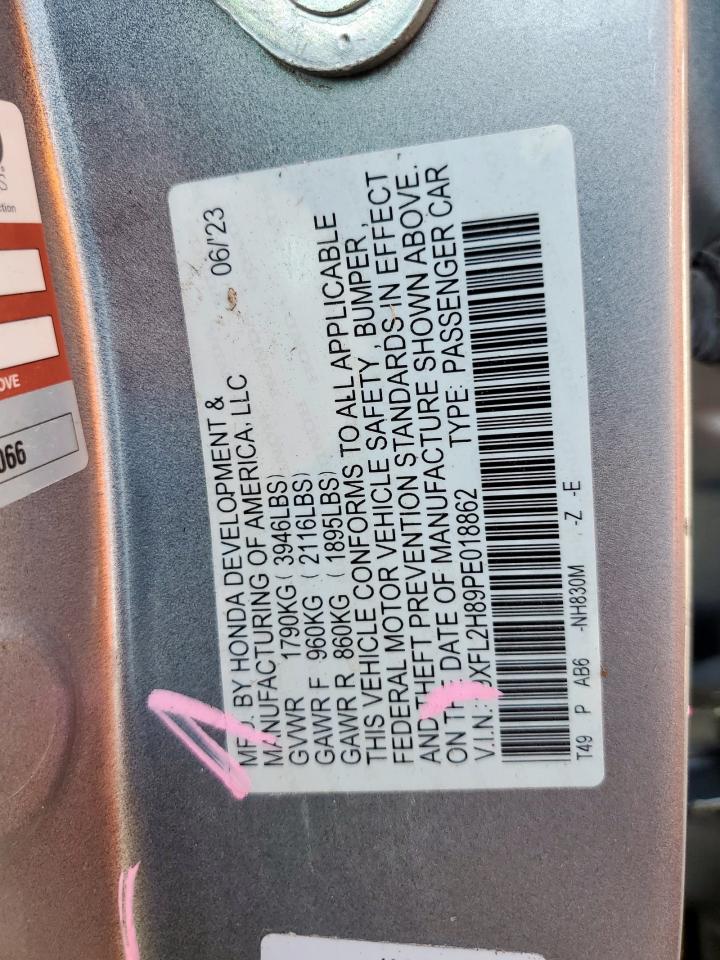 MFD. BY HONDA DEVELOPMENT & 06/'23
MANUFACTURING OF AMERICA, LLC
GVWR 1790KG ( 3946LBS)
GAWR F 960KG ( 2116LBS)
GAWR R 860KG ( 1895LBS)
THIS VEHICLE CONFORMS TO ALL APPLICABLE
FEDERAL MOTOR VEHICLE SAFETY , BUMPER ,
AND THEFT PREVENTION STANDARDS IN EFFECT
ON THE DATE OF MANUFACTURE SHOWN ABOVE.
V.I.N.: XFL2H89PE018862 TYPE: PASSENGER CAR
T49 P AB6 -NH830M -Z -E
066